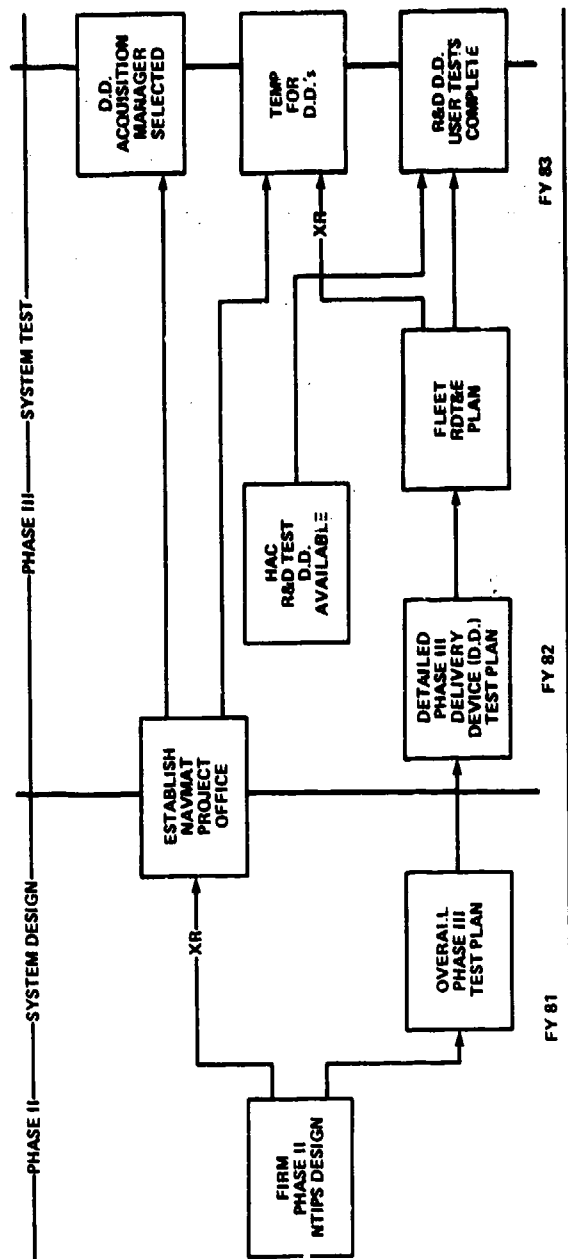 PHASE II
SYSTEM DESIGN
PHASE III
SYSTEM TEST
FIRM
PHASE II
NTIPS DESIGN
XR
ESTABLISH
NAVMAT
PROJECT
OFFICE
OVERALL
PHASE III
TEST PLAN
DETAILED
PHASE III
DELIVERY
DEVICE (D.D.)
TEST PLAN
HAC
R&D TEST
D.D.
AVAILABLE
FLEET
RDT&E
PLAN
XR
D.D.
ACQUISITION
MANAGER
SELECTED
TEMP
FOR
D.D.'s
R&D D.D.
USER TESTS
COMPLETE
FY 81
FY 82
FY 83